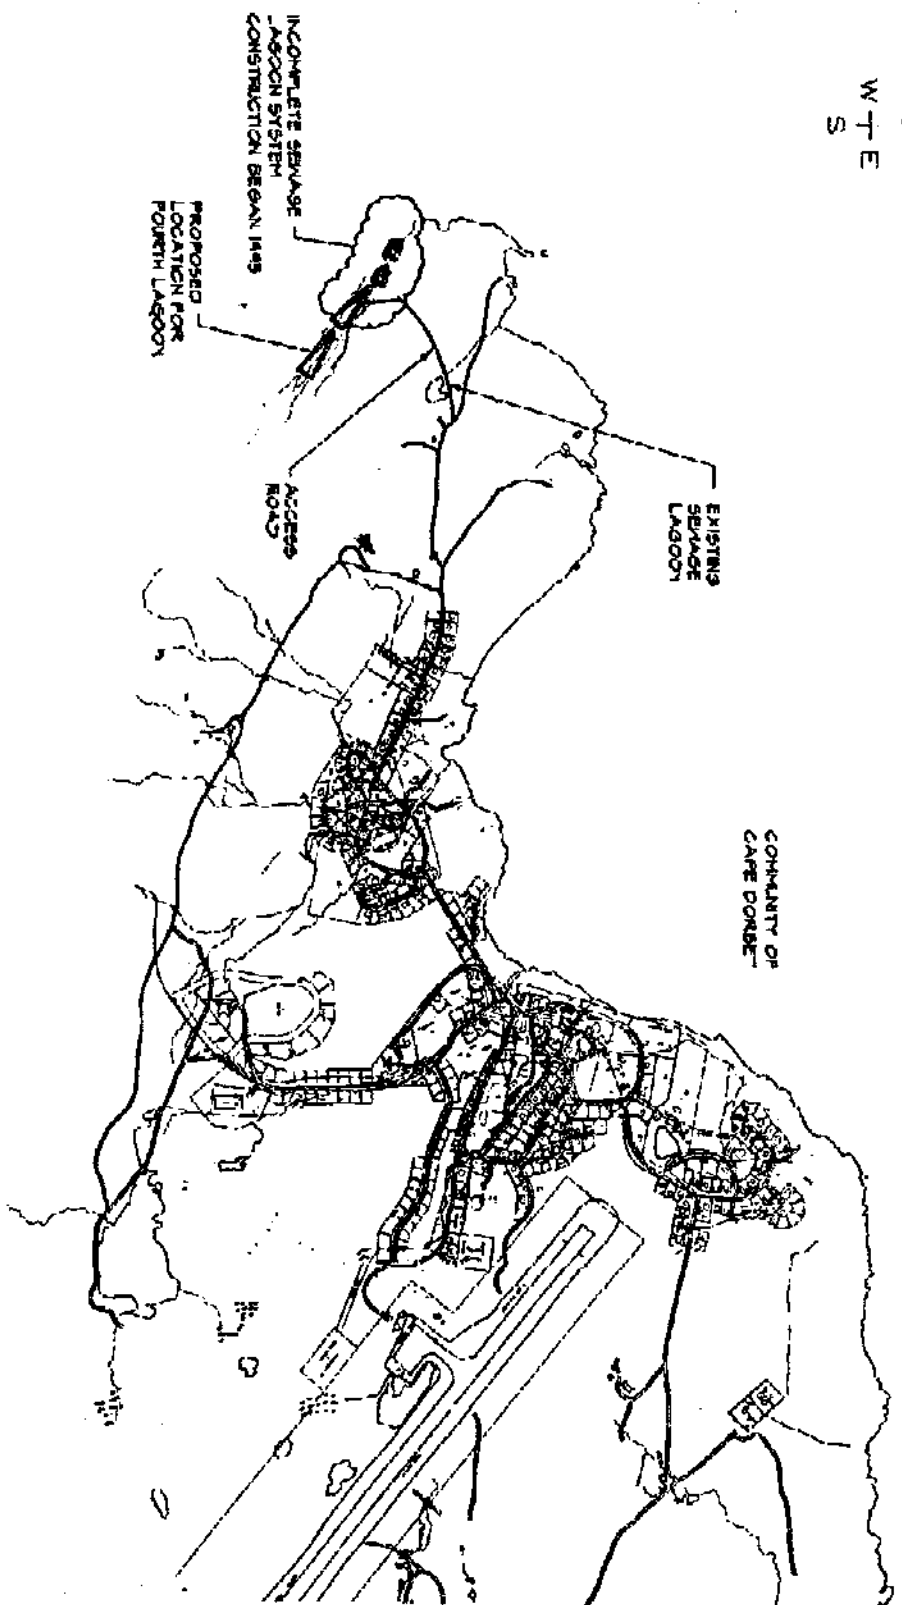 W E
S
INCOMPLETE SEWAGE
LAGOON SYSTEM
CONSTRUCTION BEGAN 1995
PROPOSED
LOCATION FOR
FOURTH LAGOON
ACCESS
ROAD
EXISTING
SEWAGE
LAGOON
COMMUNITY OF
CAPE DORSET